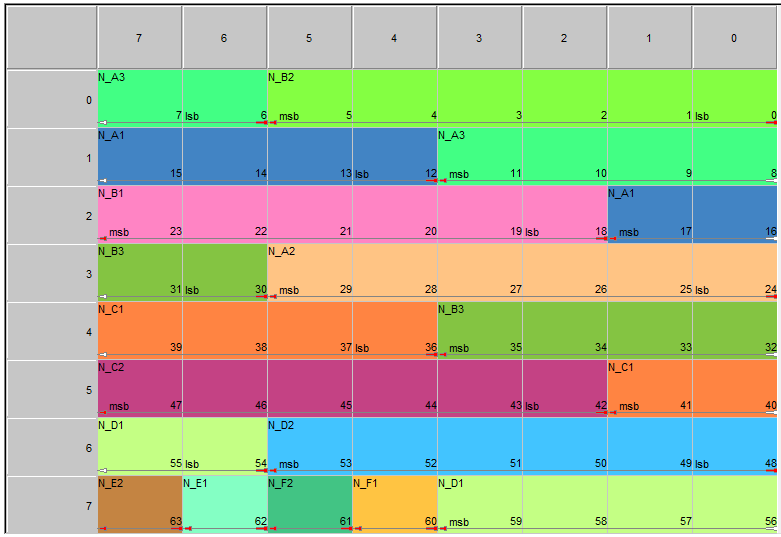 7 6 5 4 3 2 1 0
N_A3 N_B2
0 7 lsb 6 msb 5 4 3 2 1 lsb 0
N_A1 N_A3
1 15 14 13 lsb 12 msb 11 10 9 8
N_B1 N_A1
2 msb 23 22 21 20 19 lsb 18 msb 17 16
N_B3 N_A2
3 31 lsb 30 msb 29 28 27 26 25 lsb 24
N_C1 N_B3
4 39 38 37 lsb 36 msb 35 34 33 32
N_C2 N_C1
5 msb 47 46 45 44 43 lsb 42 msb 41 40
N_D1 N_D2
6 55 lsb 54 msb 53 52 51 50 49 lsb 48
N_E2 N_E1 N_F2 N_F1 N_D1
7 63 62 61 60 msb 59 58 57 56